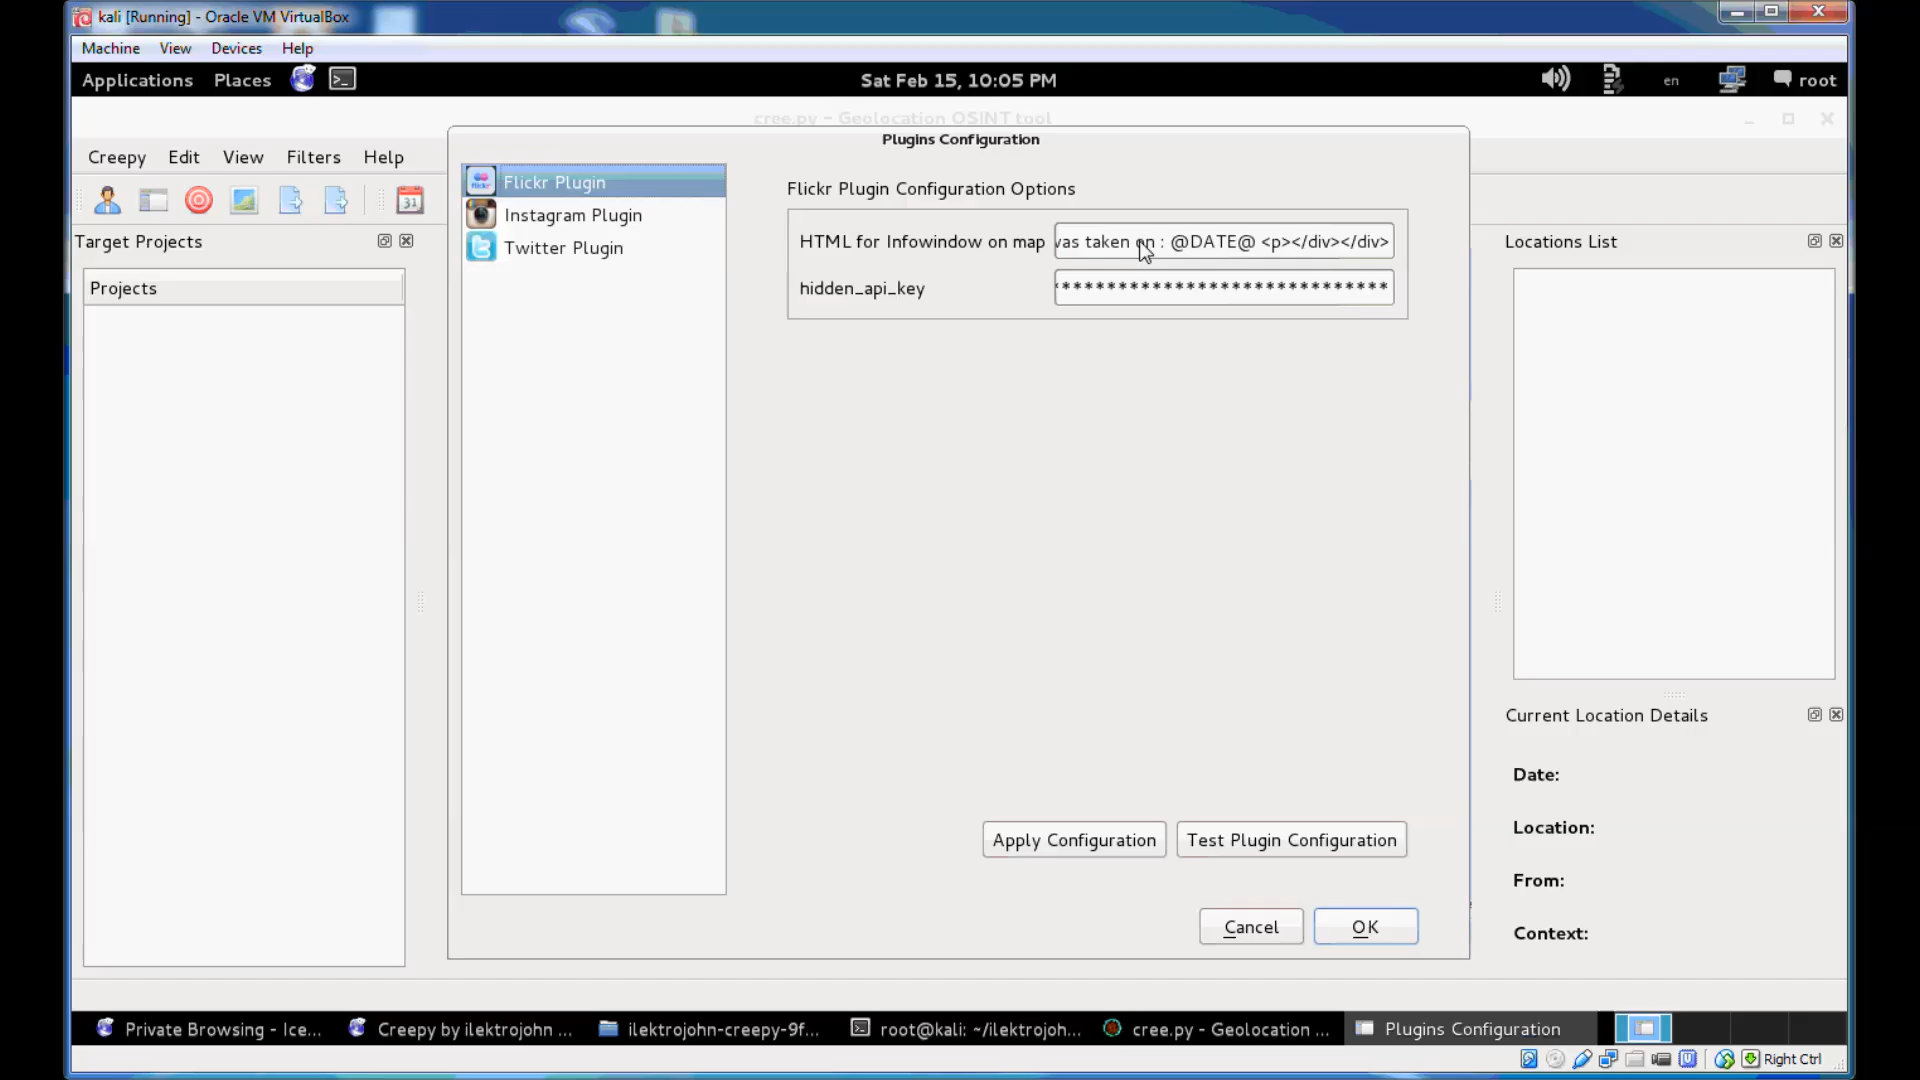 kali [Running] - Oracle VM VirtualBox
Machine View Devices Help
Applications Places
Sat Feb 15, 10:05 PM
en
root
cree.py - Geolocation OSINT tool
Plugins Configuration
Creepy Edit View Filters Help
31
Target Projects
Projects
Flickr Plugin
Instagram Plugin
Twitter Plugin
Flickr Plugin Configuration Options
HTML for Infowindow on map
was taken on : @DATE@ <p></div></div>
hidden_api_key
***************************
Apply Configuration
Test Plugin Configuration
Cancel
OK
Locations List
Current Location Details
Date:
Location:
From:
Context:
Private Browsing - Ice...
Creepy by ilektrojohn ...
ilektrojohn-creepy-9f...
root@kali: ~/ilektrojoh...
cree.py - Geolocation ...
Plugins Configuration
Right Ctrl